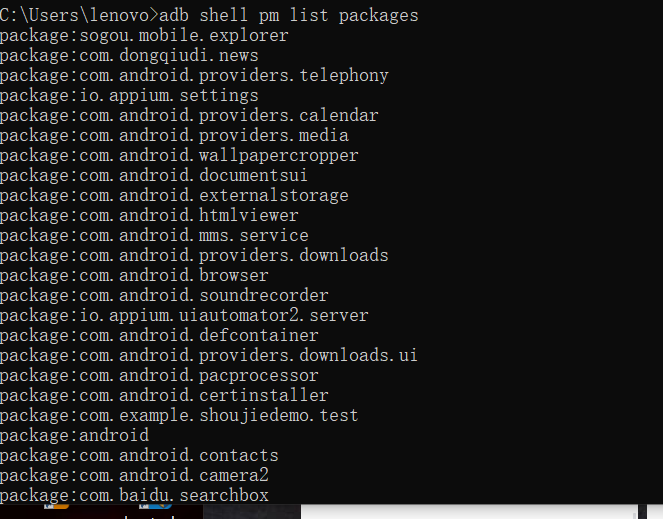 C:\Users\lenovo>adb shell pm list packages
package:sogou.mobile.explorer
package:com.dongqiudi.news
package:com.android.providers.telephony
package:io.appium.settings
package:com.android.providers.calendar
package:com.android.providers.media
package:com.android.wallpapercropper
package:com.android.documentsui
package:com.android.externalstorage
package:com.android.htmlviewer
package:com.android.mms.service
package:com.android.providers.downloads
package:com.android.browser
package:com.android.soundrecorder
package:io.appium.uiautomator2.server
package:com.android.defcontainer
package:com.android.providers.downloads.ui
package:com.android.pacprocessor
package:com.android.certinstaller
package:com.example.shoujiedemo.test
package:android
package:com.android.contacts
package:com.android.camera2
package:com.baidu.searchbox